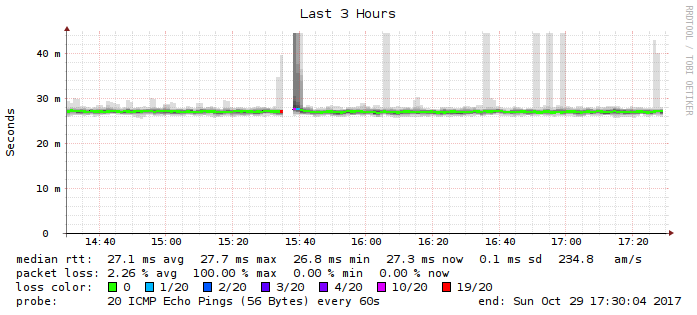 Last 3 Hours
RRDTOOL / TOBI OETIKER
Seconds
40 m
30 m
20 m
10 m
0
14:40 15:00 15:20 15:40 16:00 16:20 16:40 17:00 17:20
median rtt: 27.1 ms avg 27.7 ms max 26.8 ms min 27.3 ms now 0.1 ms sd 234.8 am/s
packet loss: 2.26 % avg 100.00 % max 0.00 % min 0.00 % now
loss color: 0 1/20 2/20 3/20 4/20 10/20 19/20
probe: 20 ICMP Echo Pings (56 Bytes) every 60s end: Sun Oct 29 17:30:04 2017